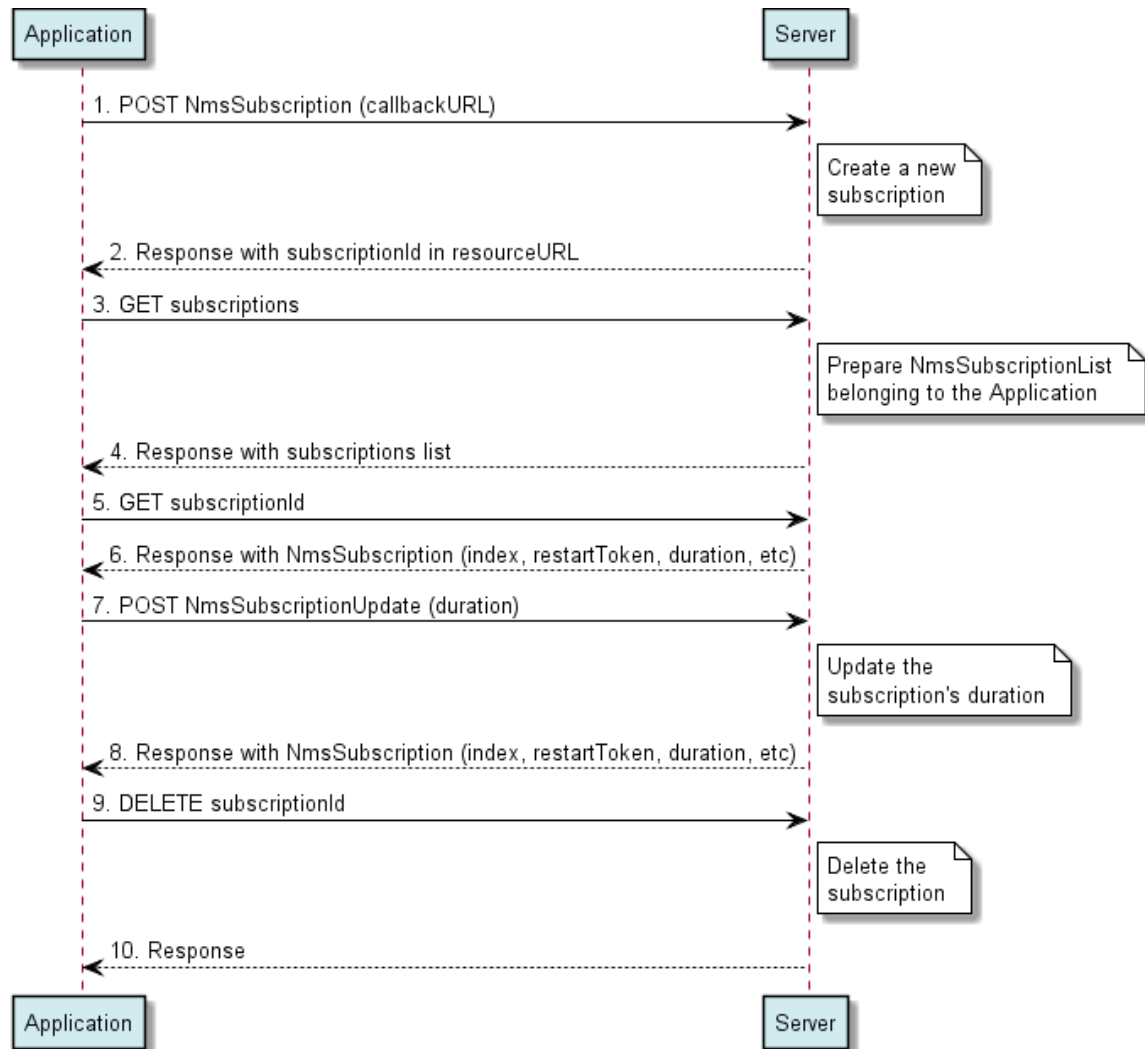 Application
Server
1. POST NmsSubscription (callbackURL)
Create a new
subscription
2. Response with subscriptionId in resourceURL
3. GET subscriptions
Prepare NmsSubscriptionList
belonging to the Application
4. Response with subscriptions list
5. GET subscriptionId
6. Response with NmsSubscription (index, restartToken, duration, etc)
7. POST NmsSubscriptionUpdate (duration)
Update the
subscription's duration
8. Response with NmsSubscription (index, restartToken, duration, etc)
9. DELETE subscriptionId
Delete the
subscription
10. Response
Application
Server